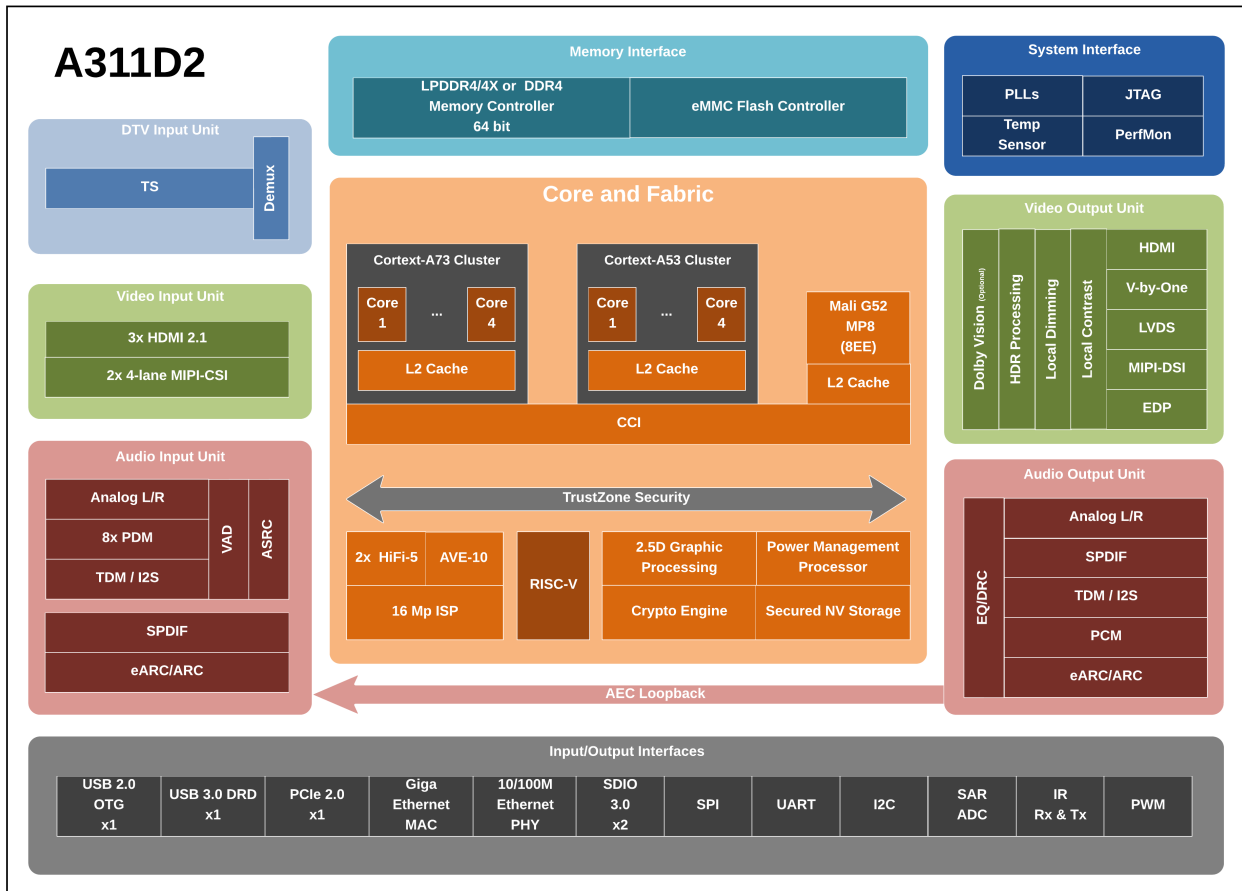 A311D2
Memory Interface
LPDDR4/4X or DDR4
Memory Controller
64 bit
eMMC Flash Controller
System Interface
PLLs
JTAG
Temp
Sensor
PerfMon
DTV Input Unit
TS
Demux
Video Input Unit
3x HDMI 2.1
2x 4-lane MIPI-CSI
Audio Input Unit
Analog L/R
8x PDM
TDM / I2S
VAD
ASRC
SPDIF
eARC/ARC
Core and Fabric
Cortext-A73 Cluster
Core
1
...
Core
4
L2 Cache
Cortext-A53 Cluster
Core
1
...
Core
4
L2 Cache
Mali G52
MP8
(8EE)
L2 Cache
CCI
TrustZone Security
2x HiFi-5
AVE-10
16 Mp ISP
RISC-V
2.5D Graphic
Processing
Power Management
Processor
Crypto Engine
Secured NV Storage
Video Output Unit
Dolby Vision (Optional)
HDR Processing
Local Dimming
Local Contrast
HDMI
V-by-One
LVDS
MIPI-DSI
EDP
Audio Output Unit
EQ/DRC
Analog L/R
SPDIF
TDM / I2S
PCM
eARC/ARC
AEC Loopback
Input/Output Interfaces
USB 2.0
OTG
x1
USB 3.0 DRD
x1
PCIe 2.0
x1
Giga
Ethernet
MAC
10/100M
Ethernet
PHY
SDIO
3.0
x2
SPI
UART
I2C
SAR
ADC
IR
Rx & Tx
PWM